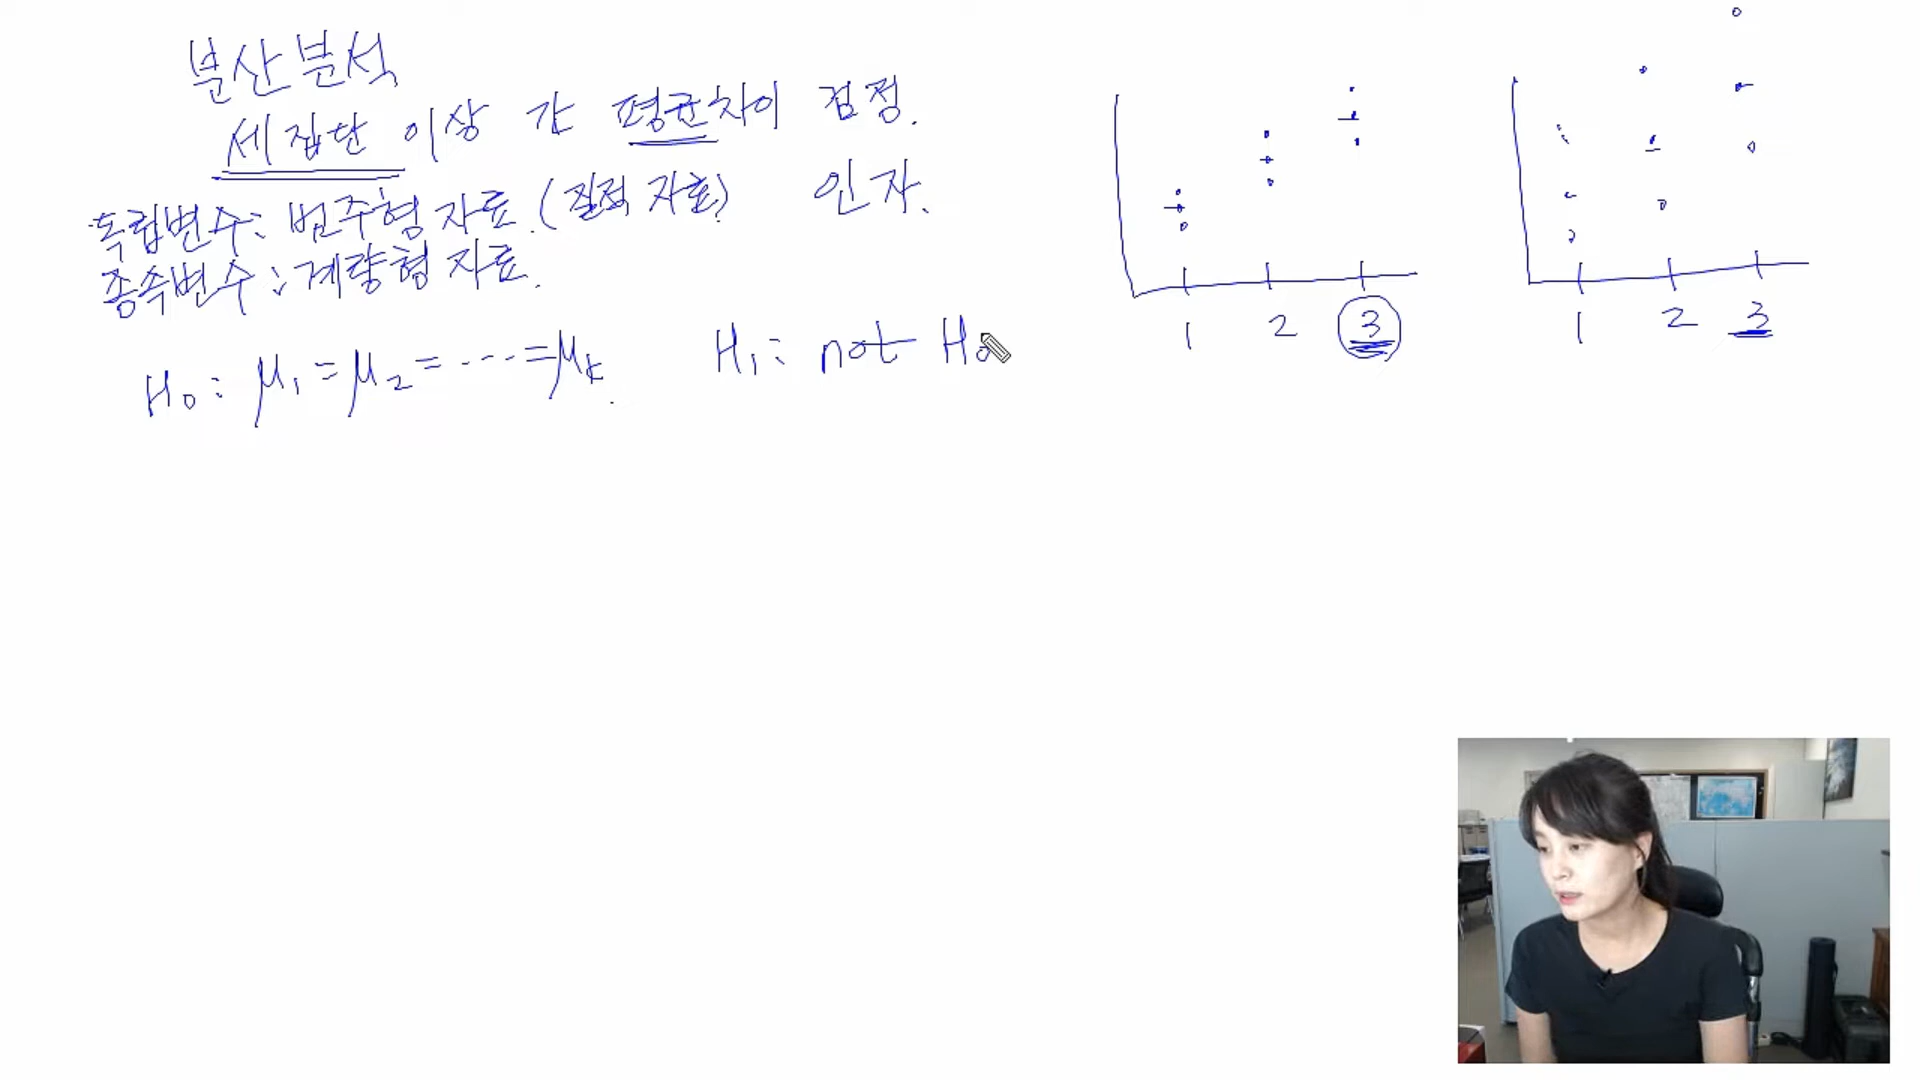 분산분석
세집단 이상 간 평균차이 검정.
독립변수: 범주형 자료. (질적 자료) 인자.
종속변수: 계량형 자료.
H₀: μ₁=μ₂=....=μₖ. H₁: not H₀
1 2 3
1 2 3